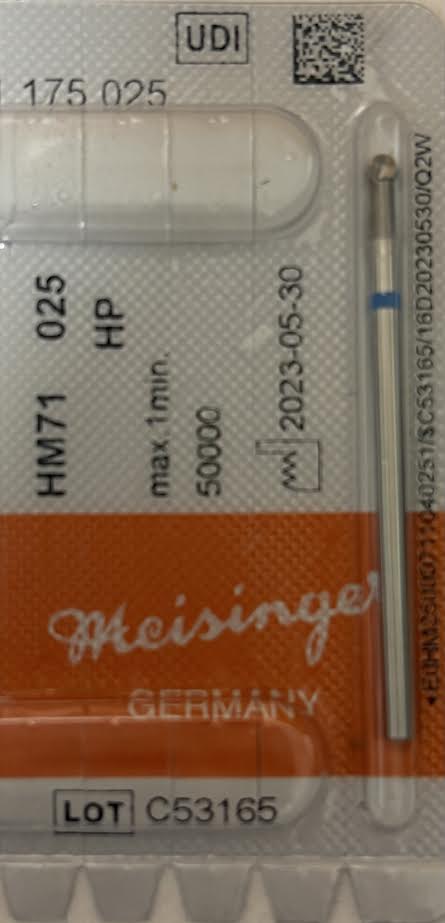 UDI
175 025
HM71 025
HP
max. 1min.
50000
2023-05-30
Meisinger
GERMANY
LOT C53165